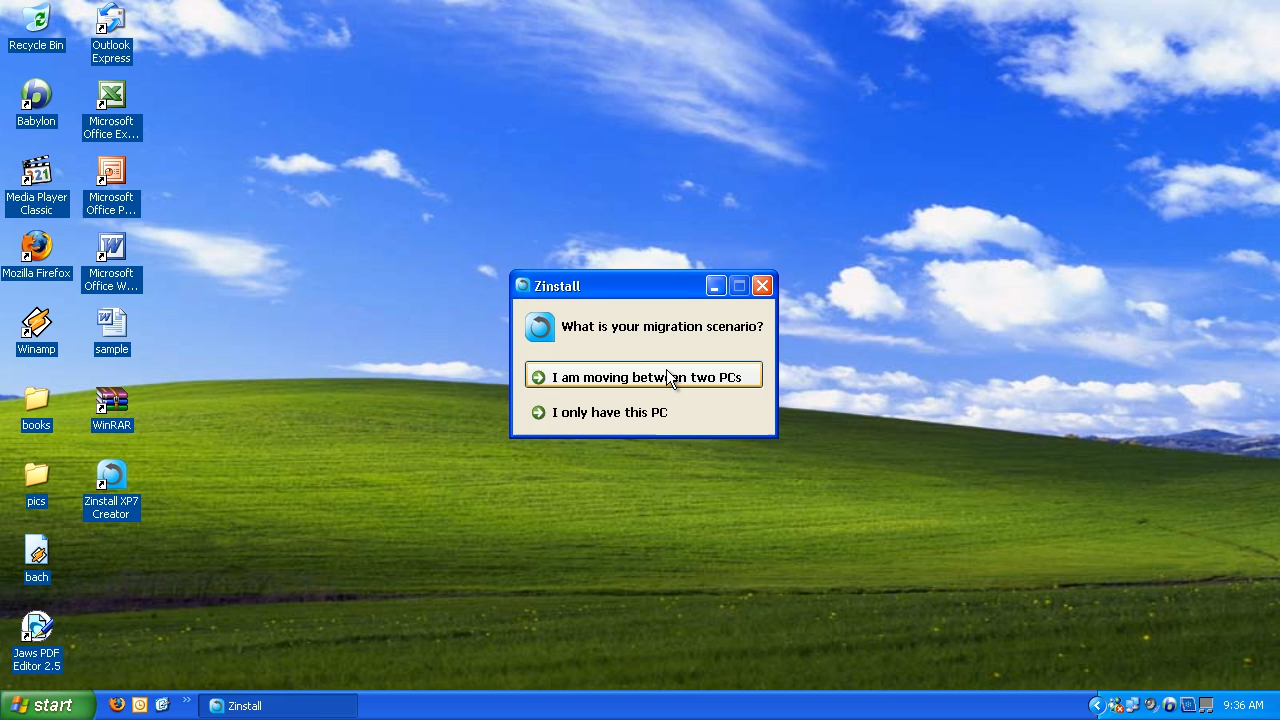 Recycle Bin
Outlook
Express
Babylon
Microsoft
Office Ex...
Media Player
Classic
Microsoft
Office P...
Mozilla Firefox
Microsoft
Office W...
Winamp
sample
books
WinRAR
pics
Zinstall XP7
Creator
bach
Jaws PDF
Editor 2.5
Zinstall
What is your migration scenario?
I am moving between two PCs
I only have this PC
start
Zinstall
9:36 AM